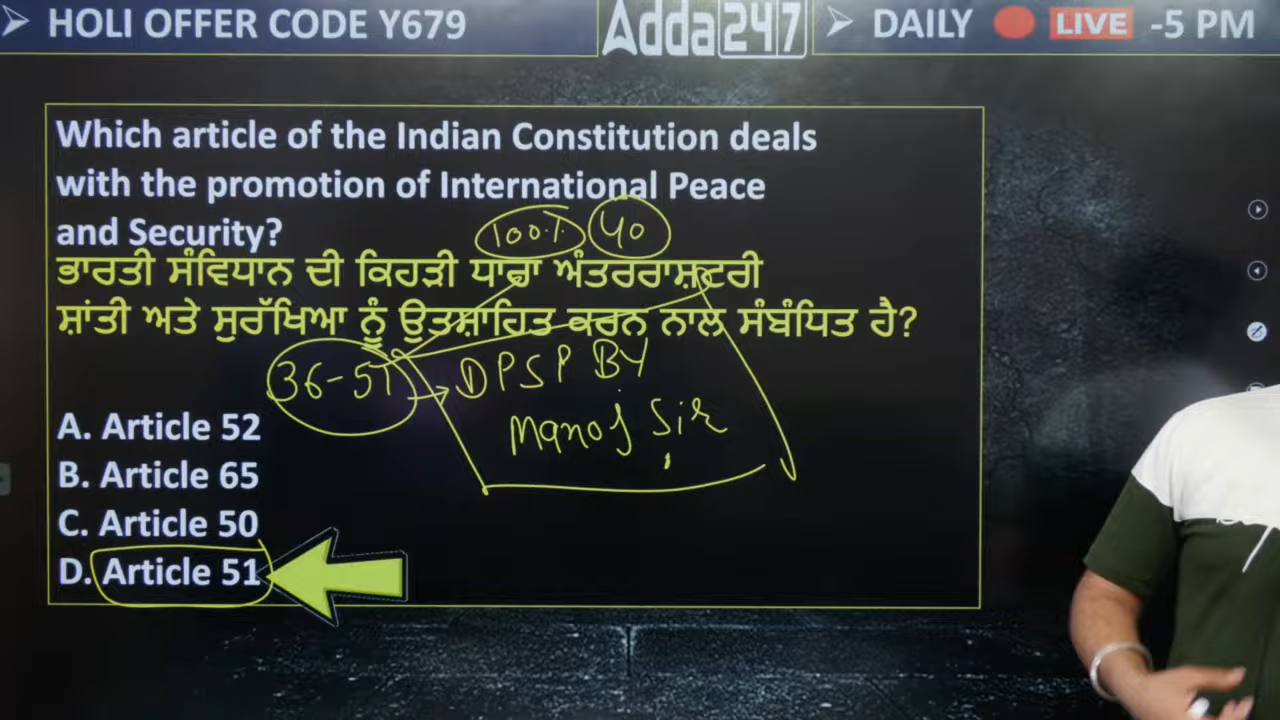 HOLI OFFER CODE Y679
Adda247
DAILY LIVE -5 PM
Which article of the Indian Constitution deals
with the promotion of International Peace
and Security?
100% 40
ਭਾਰਤੀ ਸੰਵਿਧਾਨ ਦੀ ਕਿਹੜੀ ਧਾਰਾ ਅੰਤਰਰਾਸ਼ਟਰੀ
ਸ਼ਾਂਤੀ ਅਤੇ ਸੁਰੱਖਿਆ ਨੂੰ ਉਤਸ਼ਾਹਿਤ ਕਰਨ ਨਾਲ ਸੰਬੰਧਿਤ ਹੈ?
36-51 → DPSP BY
Manoj Sir
A. Article 52
B. Article 65
C. Article 50
D. Article 51